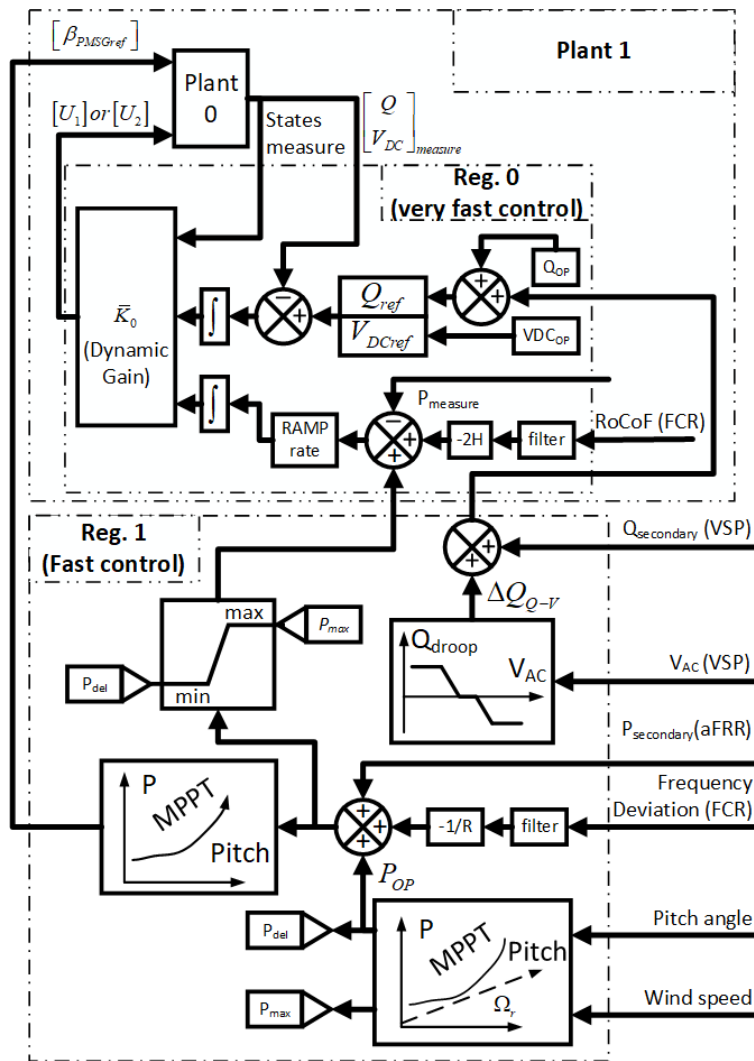 [β_PMSGref]
Plant 1
Plant
0
[U₁] or [U₂]
States
measure
[Q
V_DC]_measure
Reg. 0
(very fast control)
Q_OP
Q_ref
V_DCref
VDC_OP
K̄₀
(Dynamic
Gain)
∫
∫
− +
+ +
P_measure
RAMP
rate
− + +
-2H
filter
RoCoF (FCR)
Reg. 1
(Fast control)
+ +
Q_secondary (VSP)
ΔQ_Q−V
max
min
P_max
P_del
Q_droop
V_AC
V_AC (VSP)
P_secondary(aFRR)
P
MPPT
Pitch
+ + +
-1/R
filter
Frequency
Deviation (FCR)
P_OP
P_del
P_max
P
MPPT
Pitch
Ω_r
Pitch angle
Wind speed